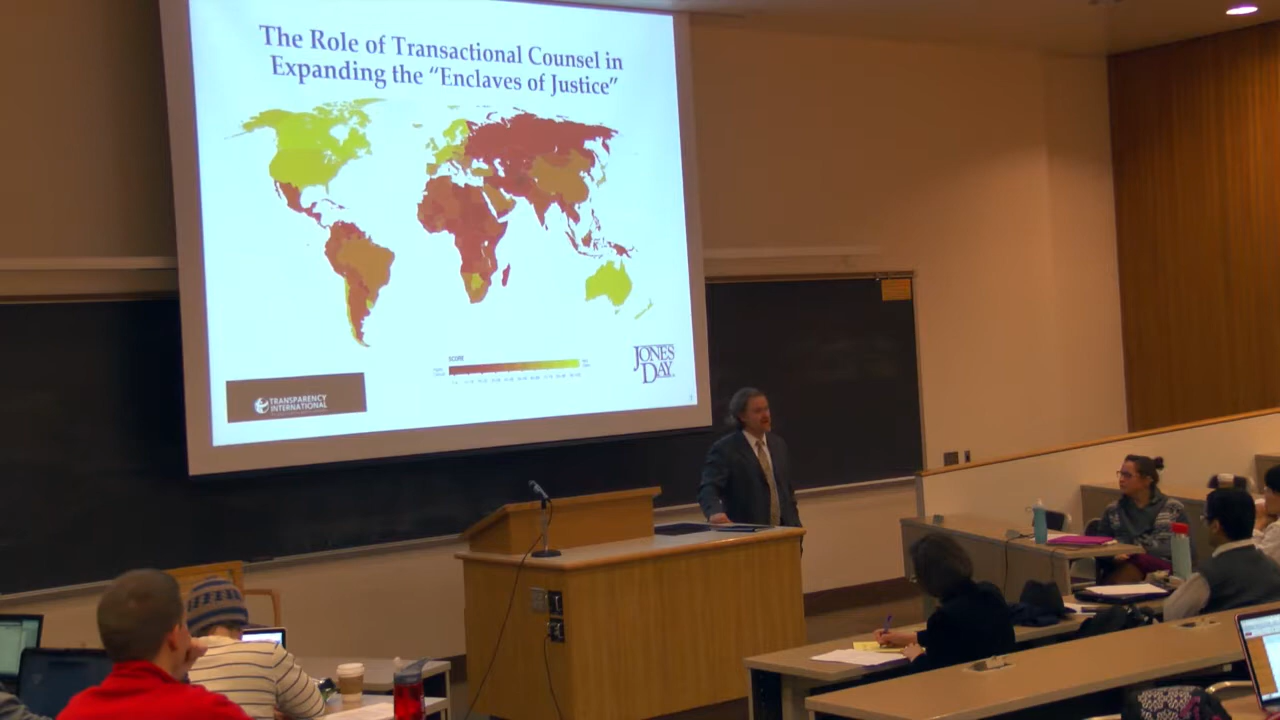 The Role of Transactional Counsel in
Expanding the “Enclaves of Justice”
SCORE
JONES
DAY
TRANSPARENCY
INTERNATIONAL